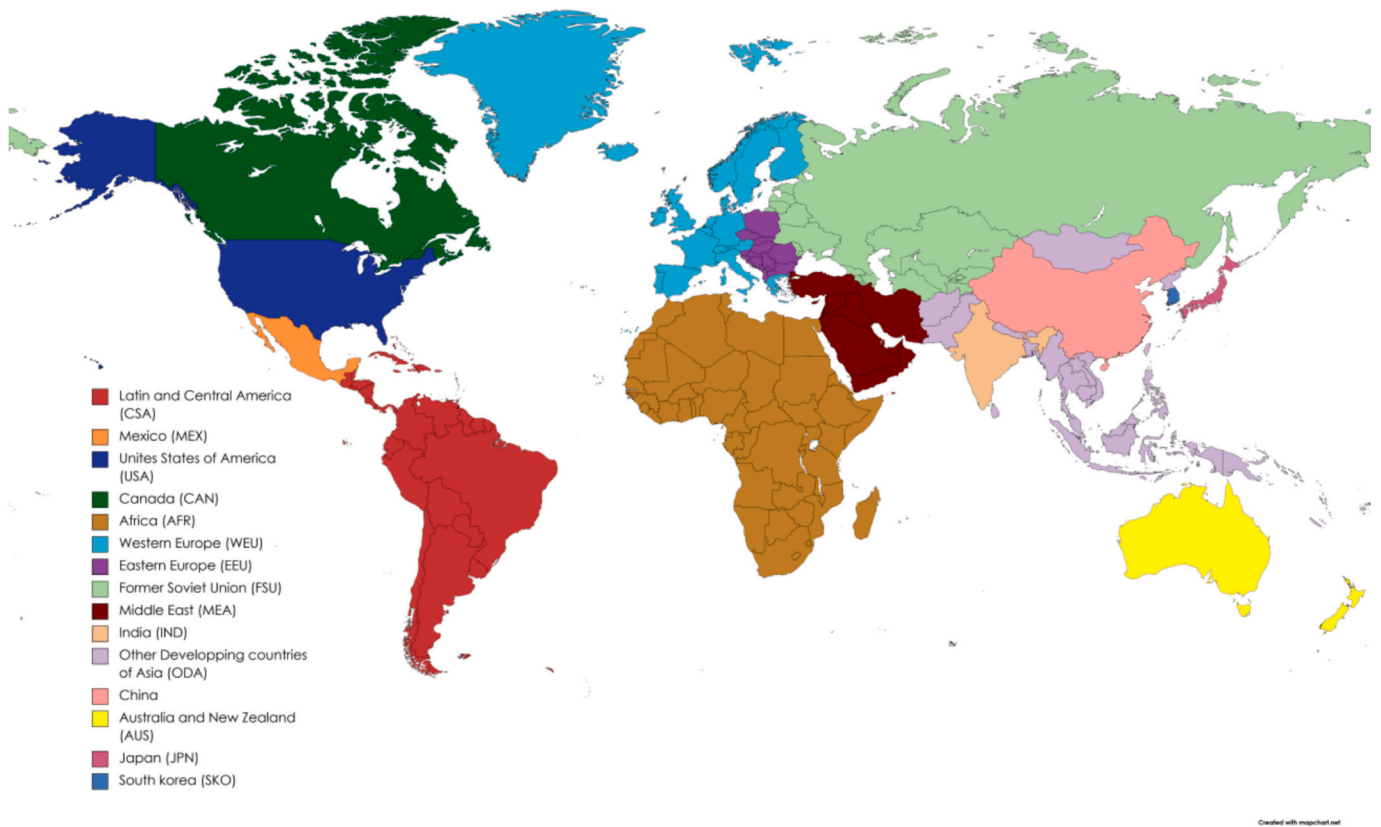 Latin and Central America
(CSA)
Mexico (MEX)
Unites States of America
(USA)
Canada (CAN)
Africa (AFR)
Western Europe (WEU)
Eastern Europe (EEU)
Former Soviet Union (FSU)
Middle East (MEA)
India (IND)
Other Developping countries
of Asia (ODA)
China
Australia and New Zealand
(AUS)
Japan (JPN)
South korea (SKO)
Created with mapchart.net